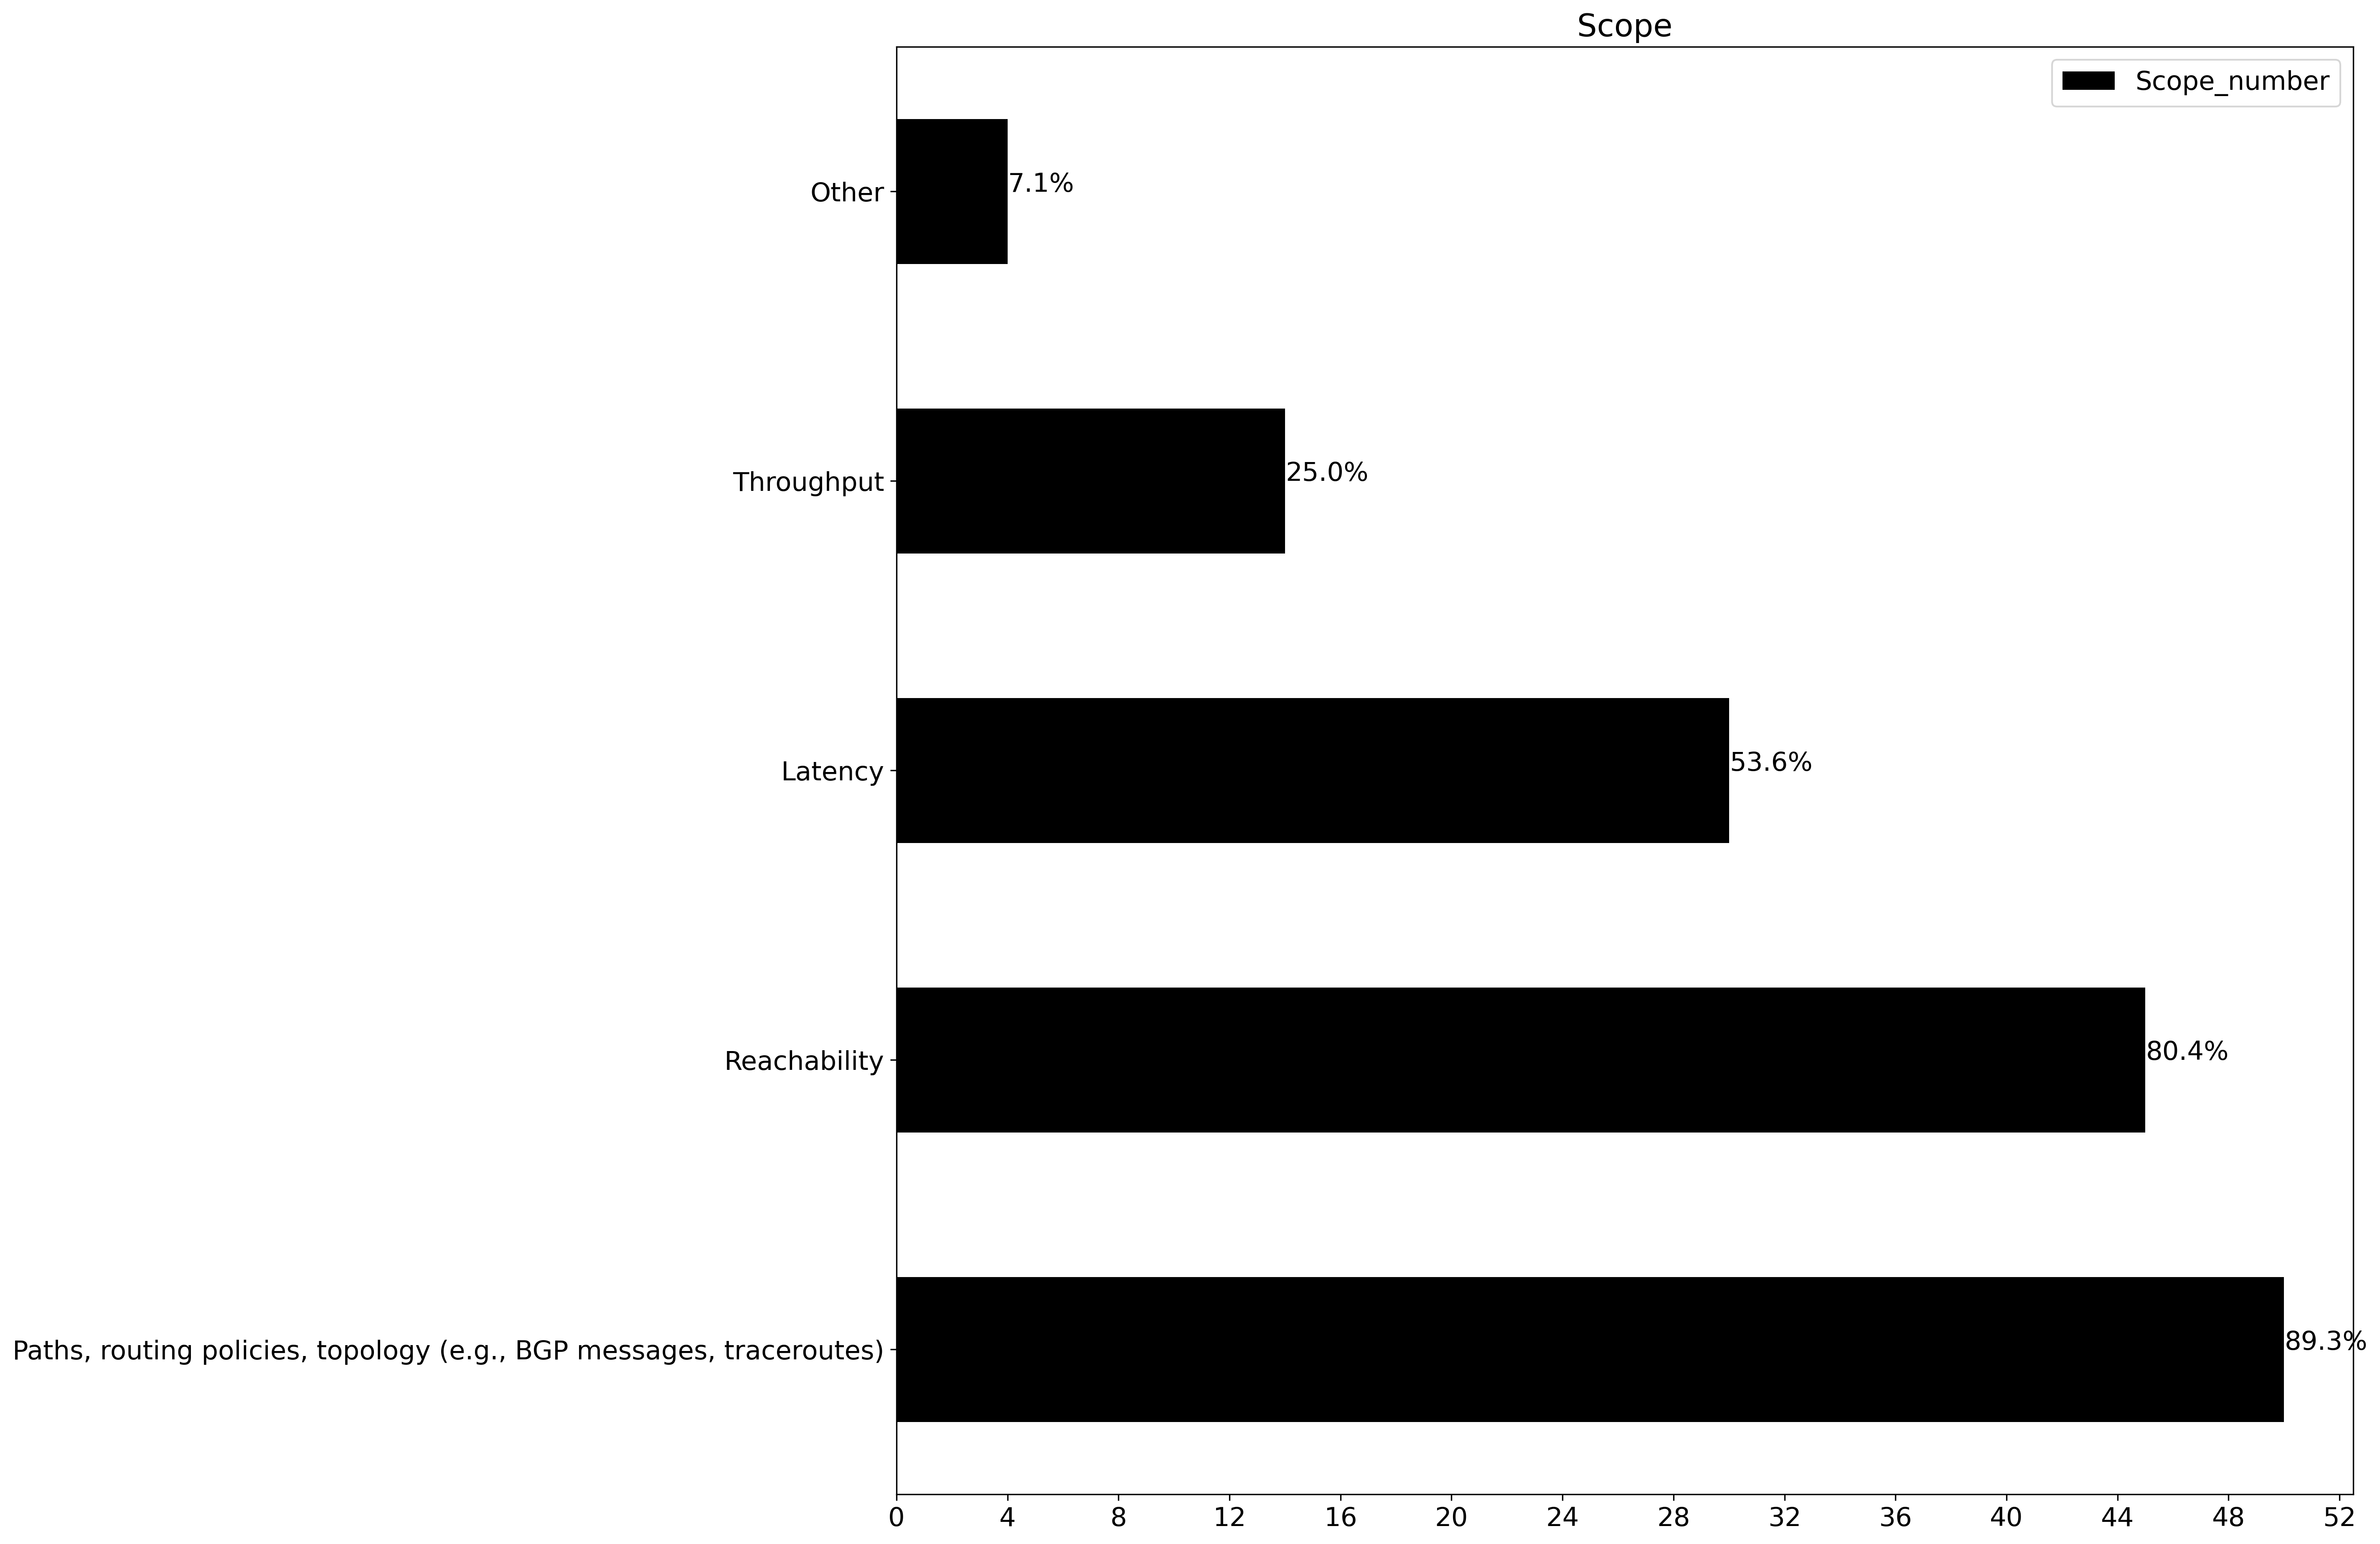 Scope
Scope_number
Other
7.1%
Throughput
25.0%
Latency
53.6%
Reachability
80.4%
Paths, routing policies, topology (e.g., BGP messages, traceroutes)
89.3%
0 4 8 12 16 20 24 28 32 36 40 44 48 52